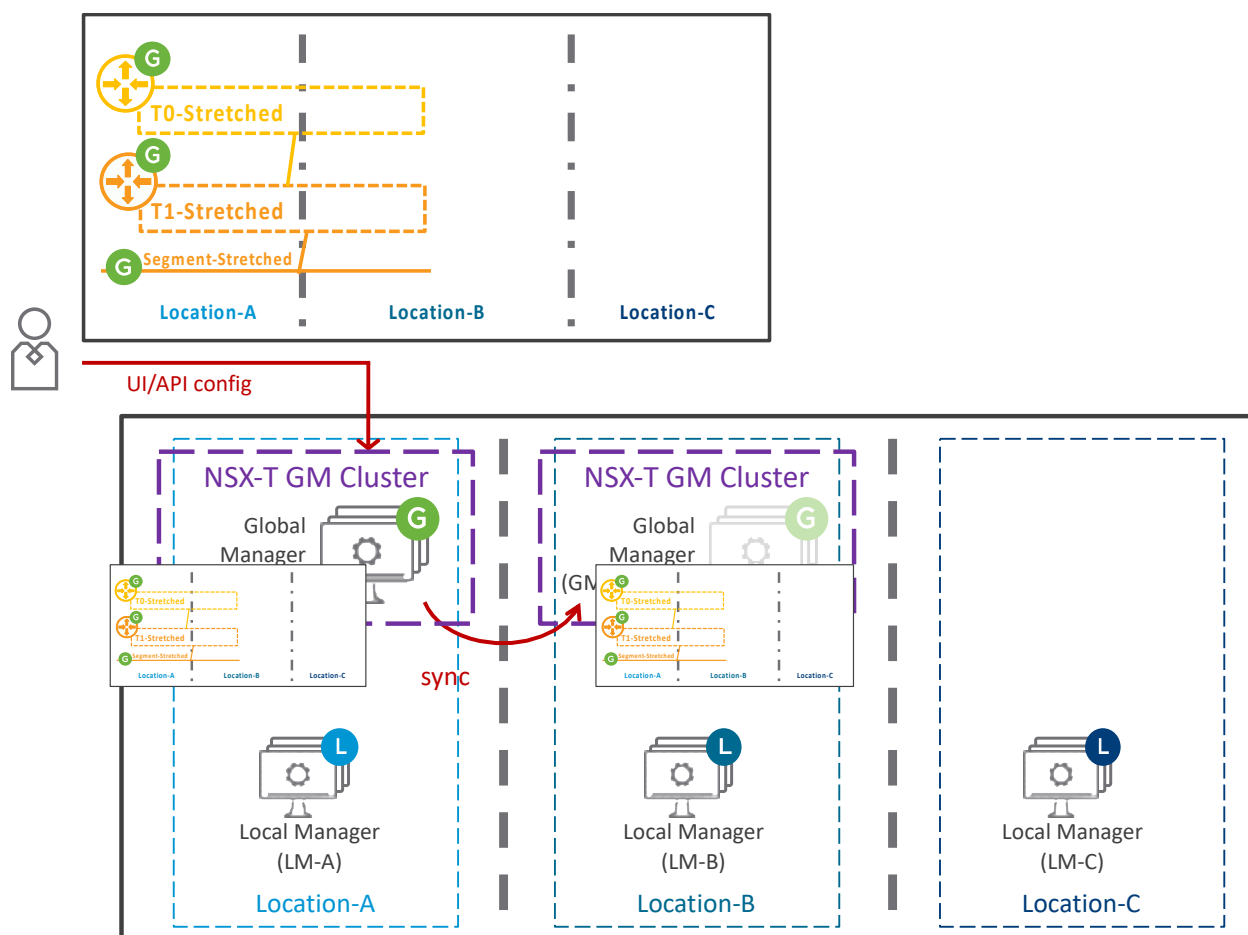 G
T0-Stretched
G
T1-Stretched
G
Segment-Stretched
Location-A
Location-B
Location-C
UI/API config
NSX-T GM Cluster
NSX-T GM Cluster
Global
Manager
G
Global
Manager
G
(GM
G
T0-Stretched
G
T1-Stretched
G
Segment-Stretched
Location-A
Location-B
Location-C
G
T0-Stretched
G
T1-Stretched
G
Segment-Stretched
Location-A
Location-B
Location-C
sync
L
Local Manager
(LM-A)
Location-A
L
Local Manager
(LM-B)
Location-B
L
Local Manager
(LM-C)
Location-C